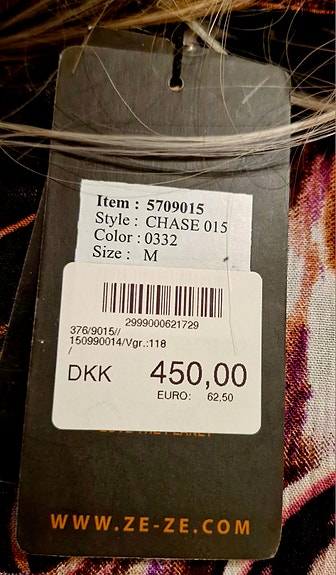 Item : 5709015
Style : CHASE 015
Color : 0332
Size : M
2999000621729
376/9015//
150990014/Vgr.:118
/
DKK 450,00
EURO: 62,50
WWW.ZE-ZE.COM